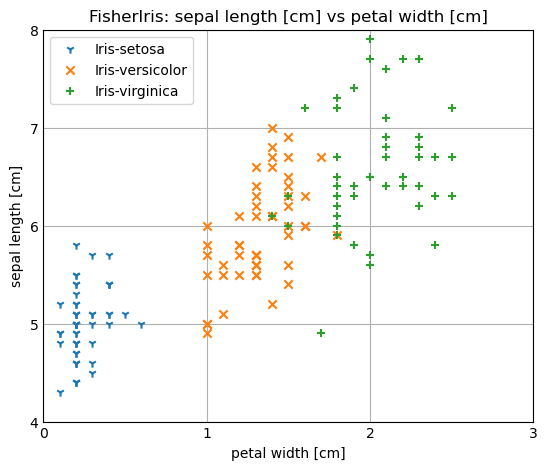 FisherIris: sepal length [cm] vs petal width [cm]
Iris-setosa
Iris-versicolor
Iris-virginica
sepal length [cm]
8
7
6
5
4
0
1
2
3
petal width [cm]